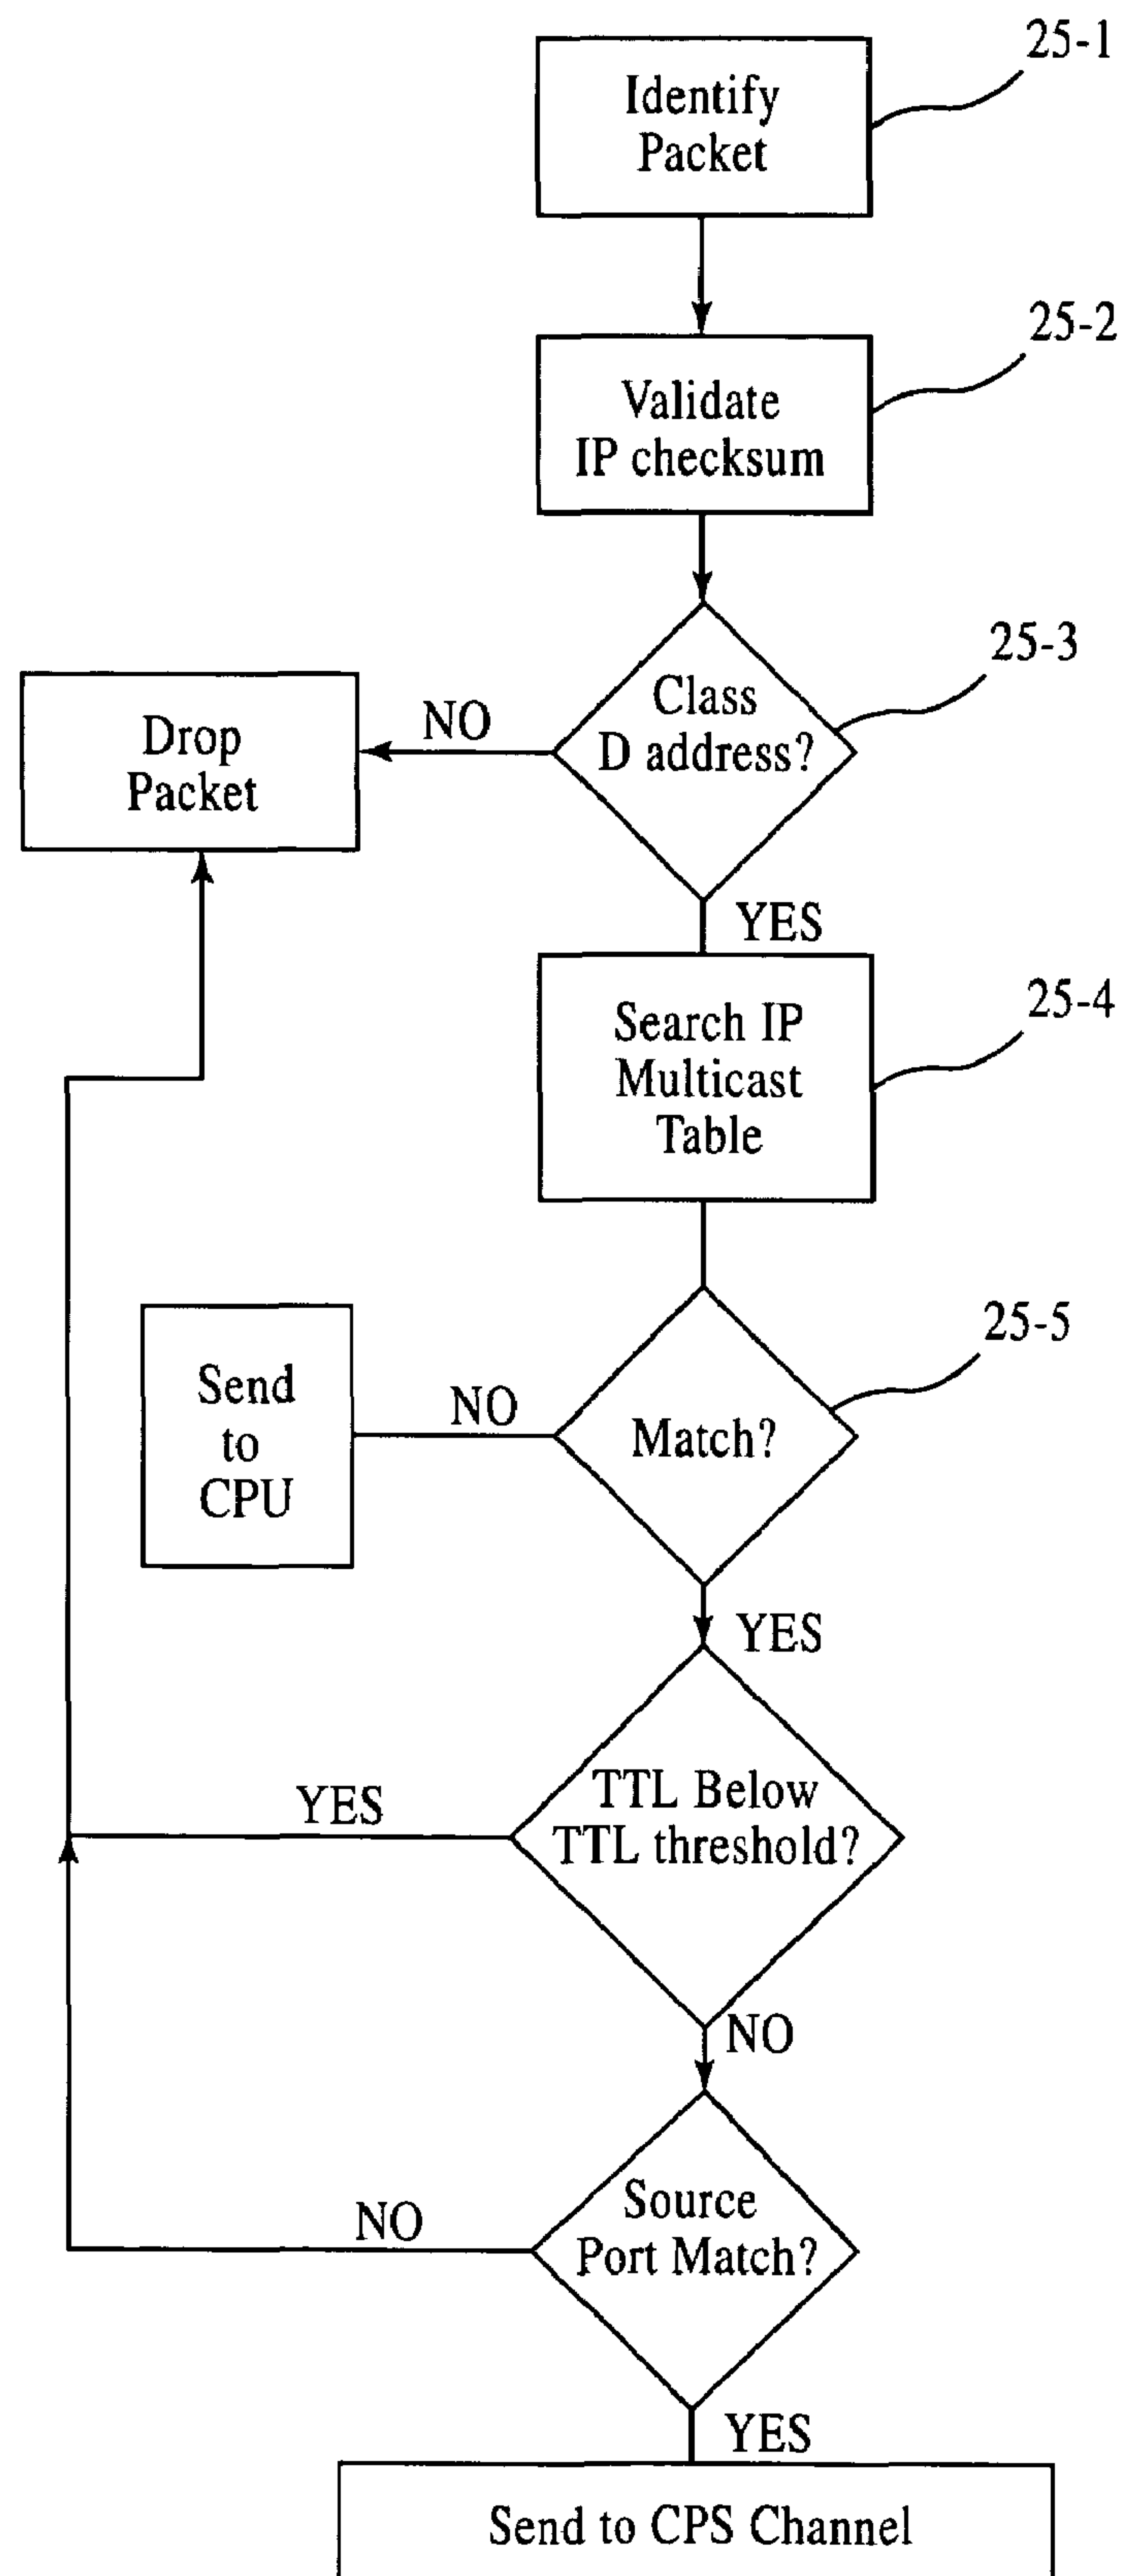 25-1
Identify
Packet
25-2
Validate
IP checksum
25-3
Class
D address?
NO
Drop
Packet
YES
25-4
Search IP
Multicast
Table
25-5
Match?
NO
Send
to
CPU
YES
TTL Below
TTL threshold?
YES
NO
Source
Port Match?
NO
YES
Send to CPS Channel